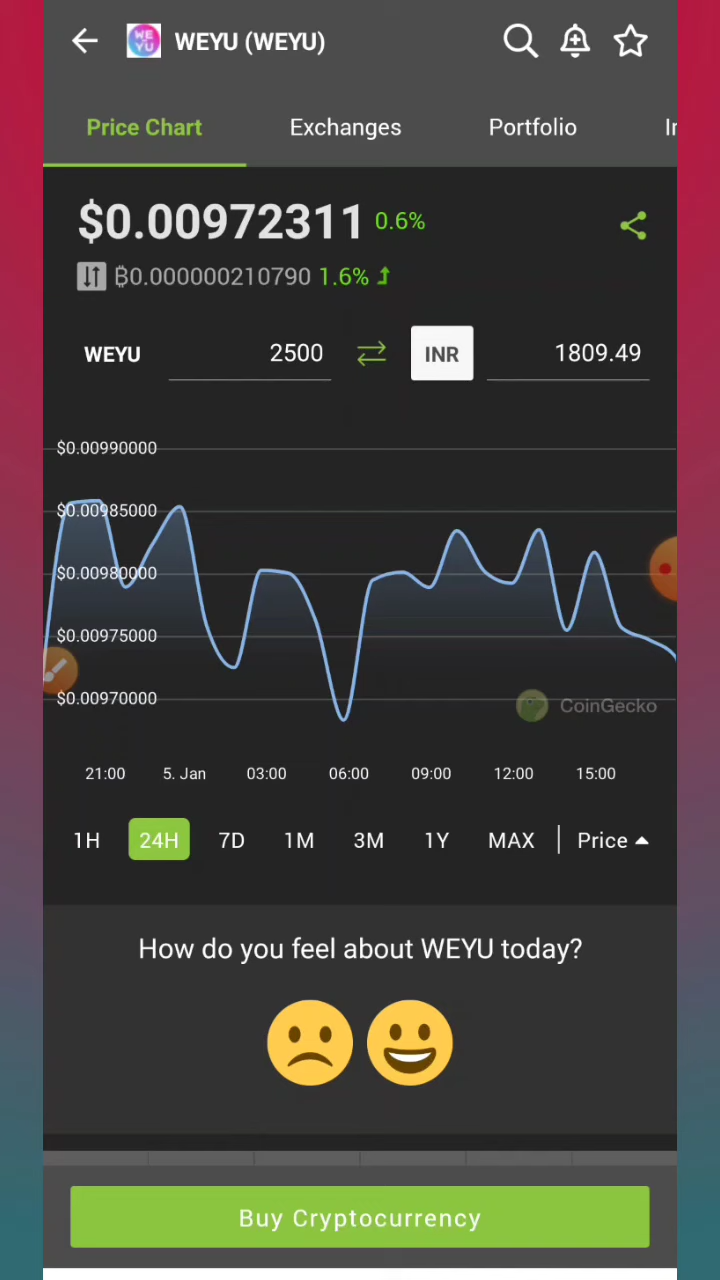 WE
YU
WEYU (WEYU)
Price Chart Exchanges Portfolio
$0.00972311 0.6%
₿0.000000210790 1.6%
WEYU 2500 INR 1809.49
$0.00990000
$0.00985000
$0.00980000
$0.00975000
$0.00970000
CoinGecko
21:00 5. Jan 03:00 06:00 09:00 12:00 15:00
1H 24H 7D 1M 3M 1Y MAX | Price
How do you feel about WEYU today?
Buy Cryptocurrency